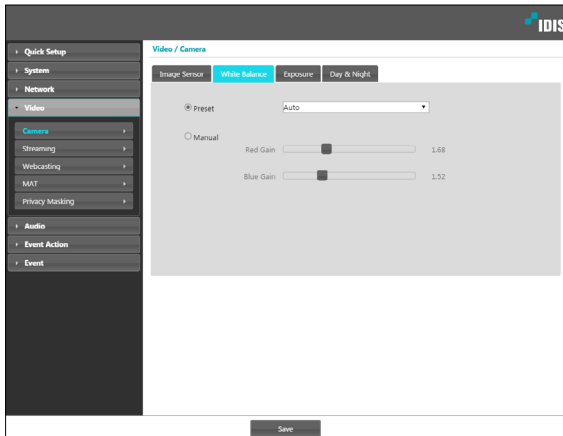 IDIS
Quick Setup
System
Network
Video
Camera
Streaming
Webcasting
MAT
Privacy Masking
Audio
Event Action
Event
Video / Camera
Image Sensor White Balance Exposure Day & Night
Preset Auto
Manual
Red Gain 1.68
Blue Gain 1.52
Save